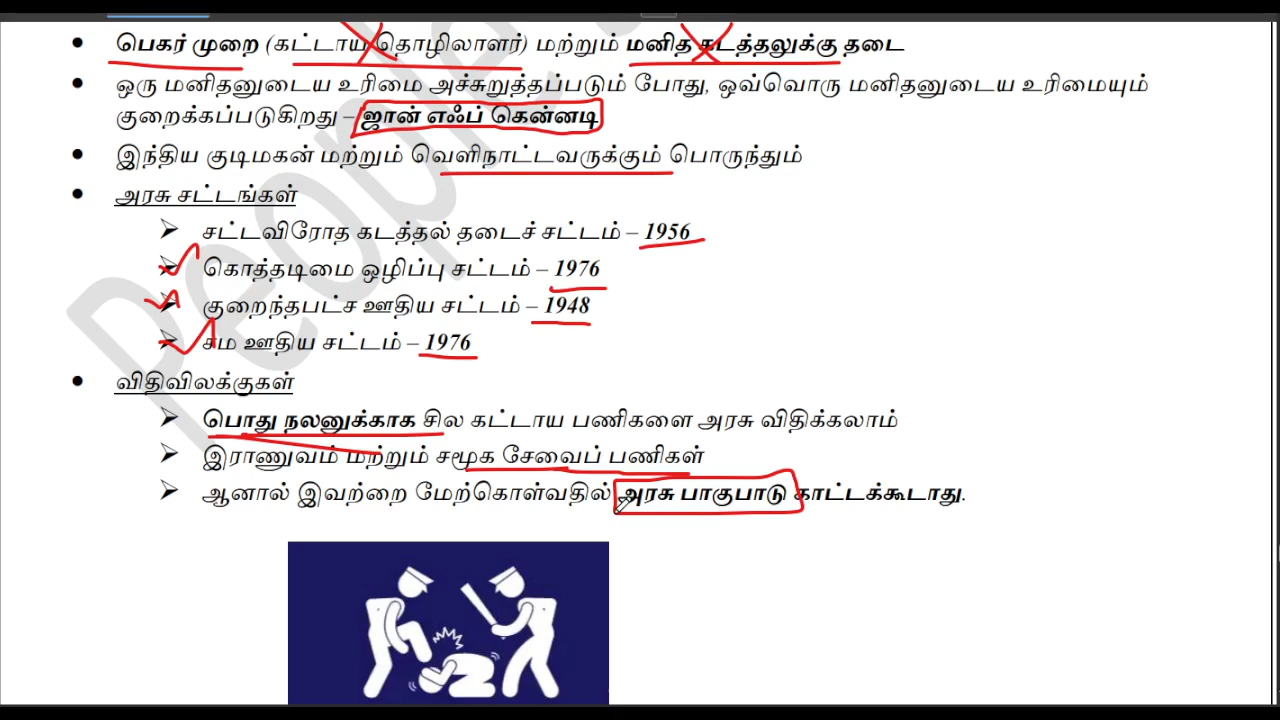 பெகர் முறை (கட்டாய தொழிலாளர்) மற்றும் மனித கடத்தலுக்கு தடை
ஒரு மனிதனுடைய உரிமை அச்சுறுத்தப்படும் போது, ஒவ்வொரு மனிதனுடைய உரிமையும்
குறைக்கப்படுகிறது – ஜான் எஃப் கென்னடி
இந்திய குடிமகன் மற்றும் வெளிநாட்டவருக்கும் பொருந்தும்
அரசு சட்டங்கள்
சட்டவிரோத கடத்தல் தடைச் சட்டம் – 1956
கொத்தடிமை ஒழிப்பு சட்டம் – 1976
குறைந்தபட்ச ஊதிய சட்டம் – 1948
சம ஊதிய சட்டம் – 1976
விதிவிலக்குகள்
பொது நலனுக்காக சில கட்டாய பணிகளை அரசு விதிக்கலாம்
இராணுவம் மற்றும் சமூக சேவைப் பணிகள்
ஆனால் இவற்றை மேற்கொள்வதில் அரசு பாகுபாடு காட்டக்கூடாது.
People